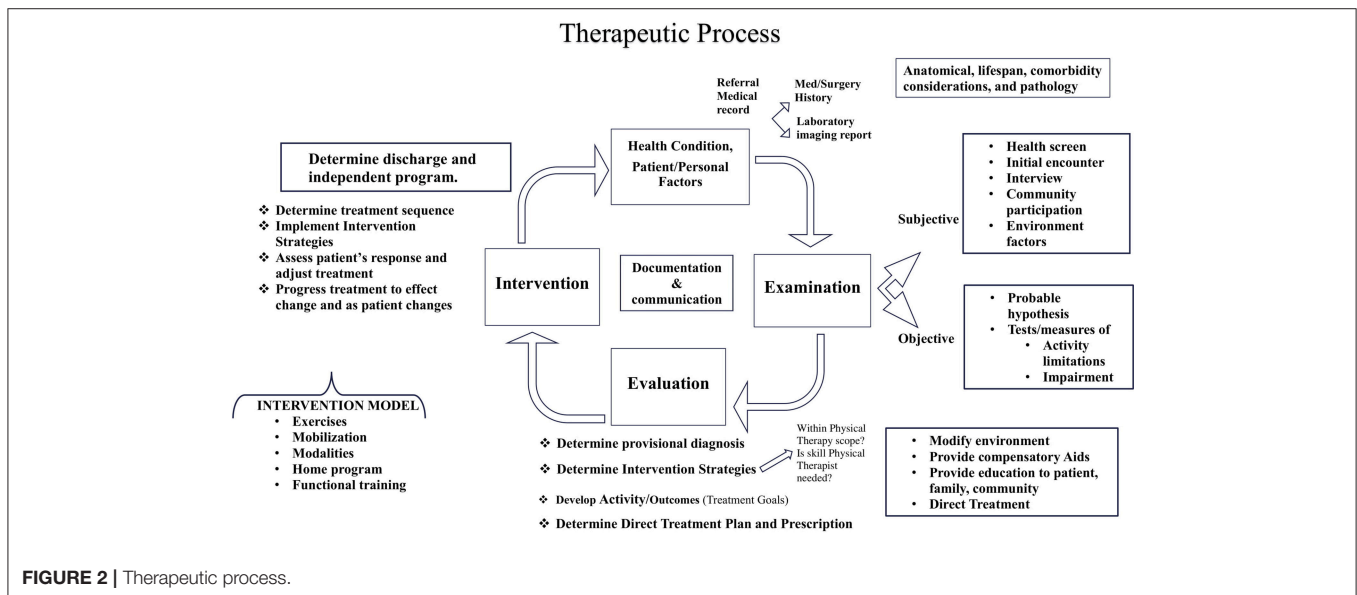 Therapeutic Process
Referral
Medical
record
Med/Surgery
History
Laboratory
imaging report
Anatomical, lifespan, comorbidity
considerations, and pathology
Health Condition,
Patient/Personal
Factors
Determine discharge and
independent program.
❖ Determine treatment sequence
❖ Implement Intervention
Strategies
❖ Assess patient's response and
adjust treatment
❖ Progress treatment to effect
change and as patient changes
Intervention
Documentation
&
communication
Examination
Subjective
• Health screen
• Initial encounter
• Interview
• Community
participation
• Environment
factors
Objective
• Probable
hypothesis
• Tests/measures of
• Activity
limitations
• Impairment
Evaluation
INTERVENTION MODEL
• Exercises
• Mobilization
• Modalities
• Home program
• Functional training
❖ Determine provisional diagnosis
❖ Determine Intervention Strategies
❖ Develop Activity/Outcomes (Treatment Goals)
❖ Determine Direct Treatment Plan and Prescription
Within Physical
Therapy scope?
Is skill Physical
Therapist
needed?
• Modify environment
• Provide compensatory Aids
• Provide education to patient,
family, community
• Direct Treatment
FIGURE 2 | Therapeutic process.